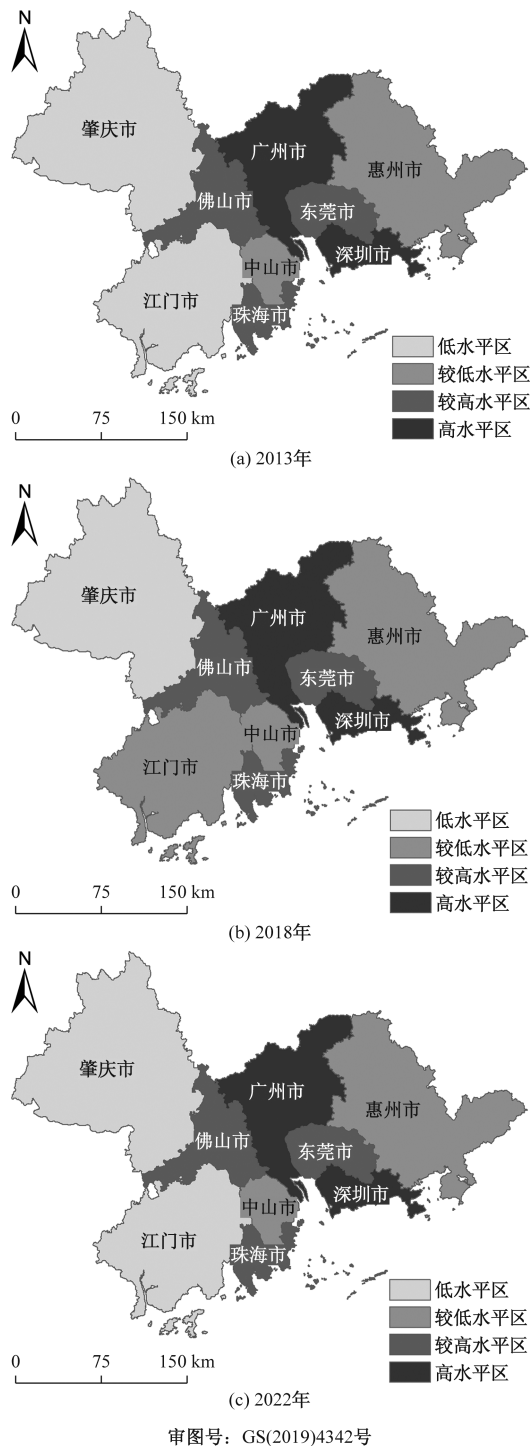 N
肇庆市
广州市
惠州市
佛山市
东莞市
中山市
深圳市
江门市
珠海市
低水平区
较低水平区
较高水平区
高水平区
0 75 150 km
(a) 2013年
N
肇庆市
广州市
惠州市
佛山市
东莞市
深圳市
中山市
江门市
珠海市
低水平区
较低水平区
较高水平区
高水平区
0 75 150 km
(b) 2018年
N
肇庆市
广州市
惠州市
佛山市
东莞市
深圳市
中山市
江门市
珠海市
低水平区
较低水平区
较高水平区
高水平区
0 75 150 km
(c) 2022年
审图号：GS(2019)4342号